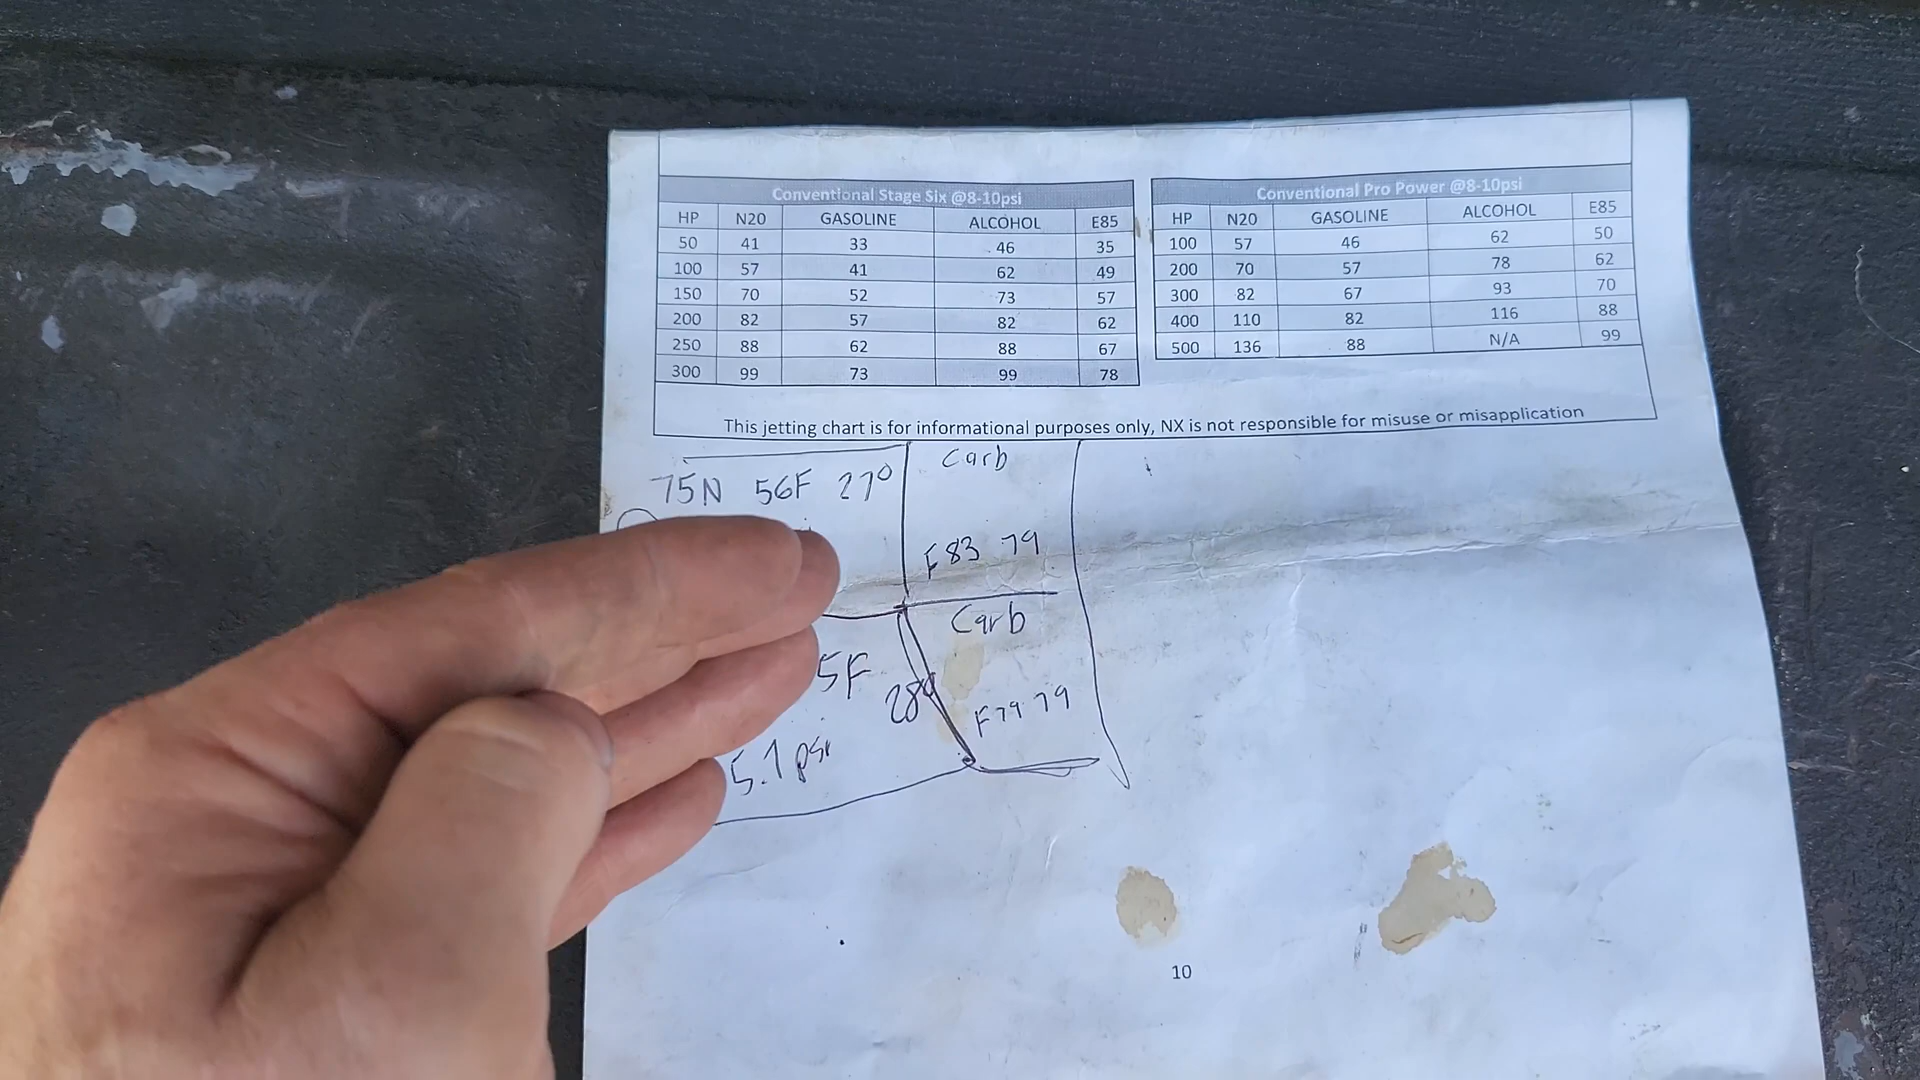 Conventional Stage Six @8-10psi
HP N20 GASOLINE ALCOHOL E85
50 41 33 46 35
100 57 41 62 49
150 70 52 73 57
200 82 57 82 62
250 88 62 88 67
300 99 73 99 78
Conventional Pro Power @8-10psi
HP N20 GASOLINE ALCOHOL E85
100 57 46 62 50
200 70 57 78 62
300 82 67 93 70
400 110 82 116 88
500 136 88 N/A 99
This jetting chart is for informational purposes only, NX is not responsible for misuse or misapplication
75N 56F 27°
Carb
F 83 79
5F 28°
5.1 psi
Carb
F79 79
10